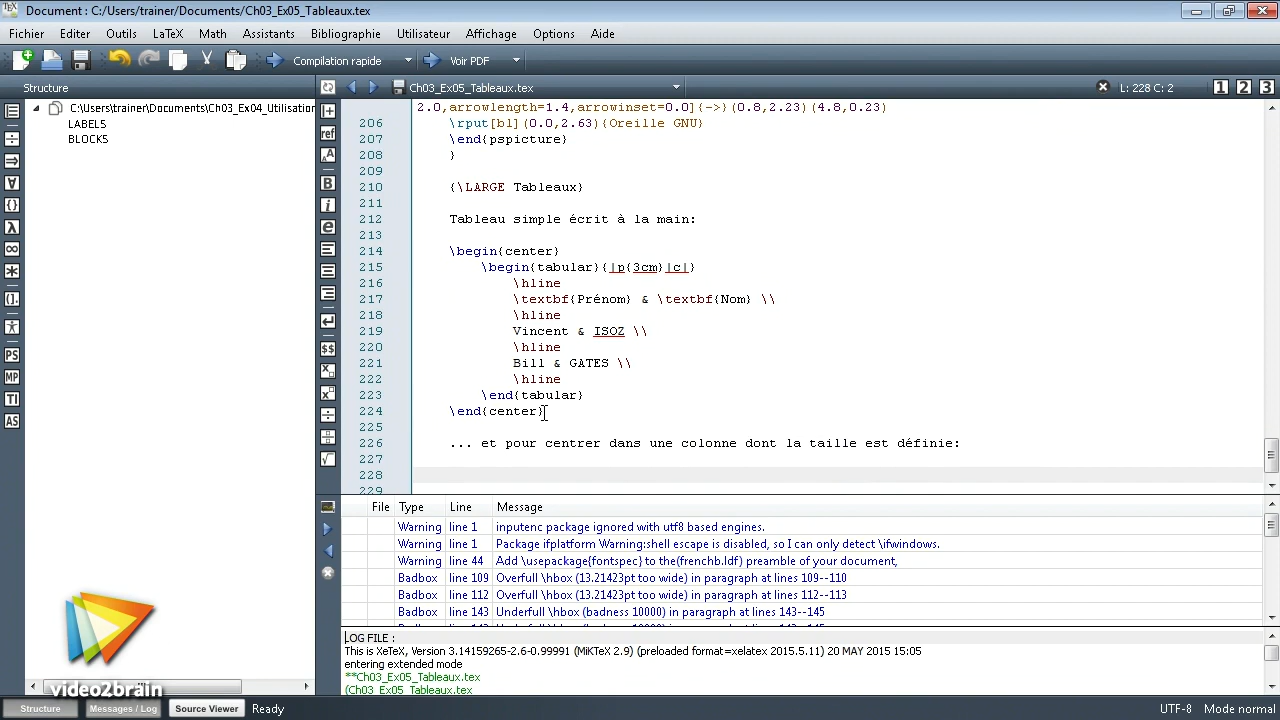 Document : C:/Users/trainer/Documents/Ch03_Ex05_Tableaux.tex
Fichier Editer Outils LaTeX Math Assistants Bibliographie Utilisateur Affichage Options Aide
Compilation rapide Voir PDF
Structure Ch03_Ex05_Tableaux.tex L: 228 C: 2 1 2 3
C:\Users\trainer\Documents\Ch03_Ex04_Utilisation
LABELS
BLOCKS
2.0,arrowlength=1.4,arrowinset=0.0]{->}(0.8,2.23)(4.8,0.23)
206 \rput[bl](0.0,2.63){Oreille GNU}
207 \end{pspicture}
208 }
209
210 {\LARGE Tableaux}
211
212 Tableau simple écrit à la main:
213
214 \begin{center}
215 \begin{tabular}{|p{3cm}|c|}
216 \hline
217 \textbf{Prénom} & \textbf{Nom} \\
218 \hline
219 Vincent & ISOZ \\
220 \hline
221 Bill & GATES \\
222 \hline
223 \end{tabular}
224 \end{center}
225
226 ... et pour centrer dans une colonne dont la taille est définie:
227
228
229
ref
PS
MP
TI
AS
File Type Line Message
Warning line 1 inputenc package ignored with utf8 based engines.
Warning line 1 Package ifplatform Warning:shell escape is disabled, so I can only detect \ifwindows.
Warning line 44 Add \usepackage{fontspec} to the(frenchb.ldf) preamble of your document,
Badbox line 109 Overfull \hbox (13.21423pt too wide) in paragraph at lines 109--110
Badbox line 112 Overfull \hbox (13.21423pt too wide) in paragraph at lines 112--113
Badbox line 143 Underfull \hbox (badness 10000) in paragraph at lines 143--145
LOG FILE :
This is XeTeX, Version 3.14159265-2.6-0.99991 (MiKTeX 2.9) (preloaded format=xelatex 2015.5.11) 20 MAY 2015 15:05
entering extended mode
**Ch03_Ex05_Tableaux.tex
(Ch03_Ex05_Tableaux.tex
video2brain
Structure Messages / Log Source Viewer Ready UTF-8 Mode normal